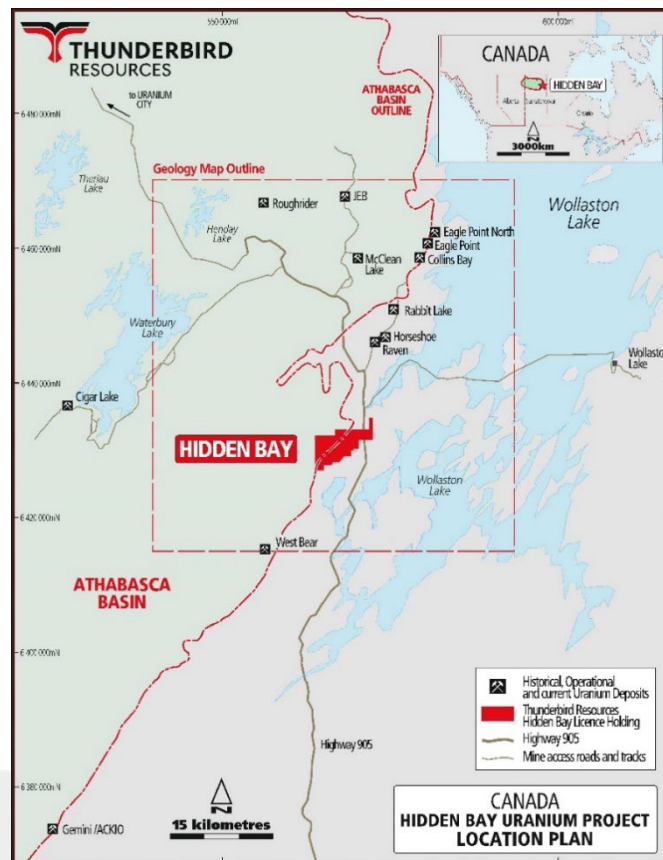 THUNDERBIRD
RESOURCES
550 000mE
600 000mE
CANADA
HIDDEN BAY
Alberta
Ontario
N
3000km
to URANIUM
CITY
ATHABASCA
BASIN
OUTLINE
6 480 000mN
Geology Map Outline
Theriau
Lake
Roughrider
JEB
Henday
Lake
Wollaston
Lake
Eagle Point North
6 460 000mN
Eagle Point
McClean
Lake
Collins Bay
Rabbit Lake
Waterbury
Lake
Horseshoe
Raven
Wollaston
Lake
6 440 000mN
Cigar Lake
HIDDEN BAY
Wollaston
Lake
6 420 000mN
West Bear
ATHABASCA
BASIN
6 400 000mN
Historical, Operational
and current Uranium Deposits
Thunderbird Resources
Hidden Bay Licence Holding
Highway 905
Mine access roads and tracks
Highway 905
6 380 000mN
N
15 kilometres
CANADA
HIDDEN BAY URANIUM PROJECT
LOCATION PLAN
Gemini /ACKIO